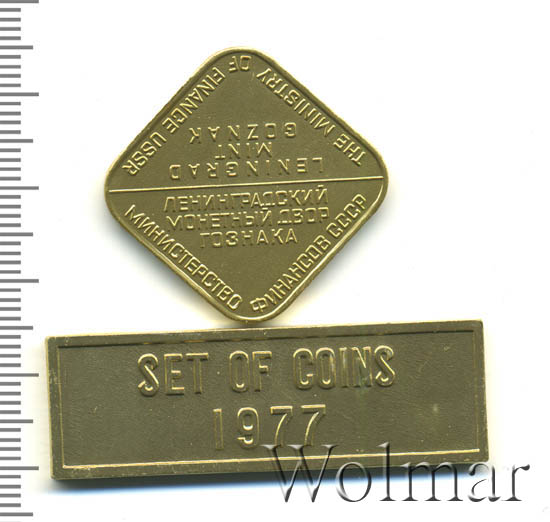 THE MINISTRY OF FINANCE USSR
LENINGRAD
MINT
GOZNAK
ЛЕНИНГРАДСКИЙ
МОНЕТНЫЙ ДВОР
ГОЗНАКА
МИНИСТЕРСТВО ФИНАНСОВ СССР
SET OF COINS
1977
Wolmar